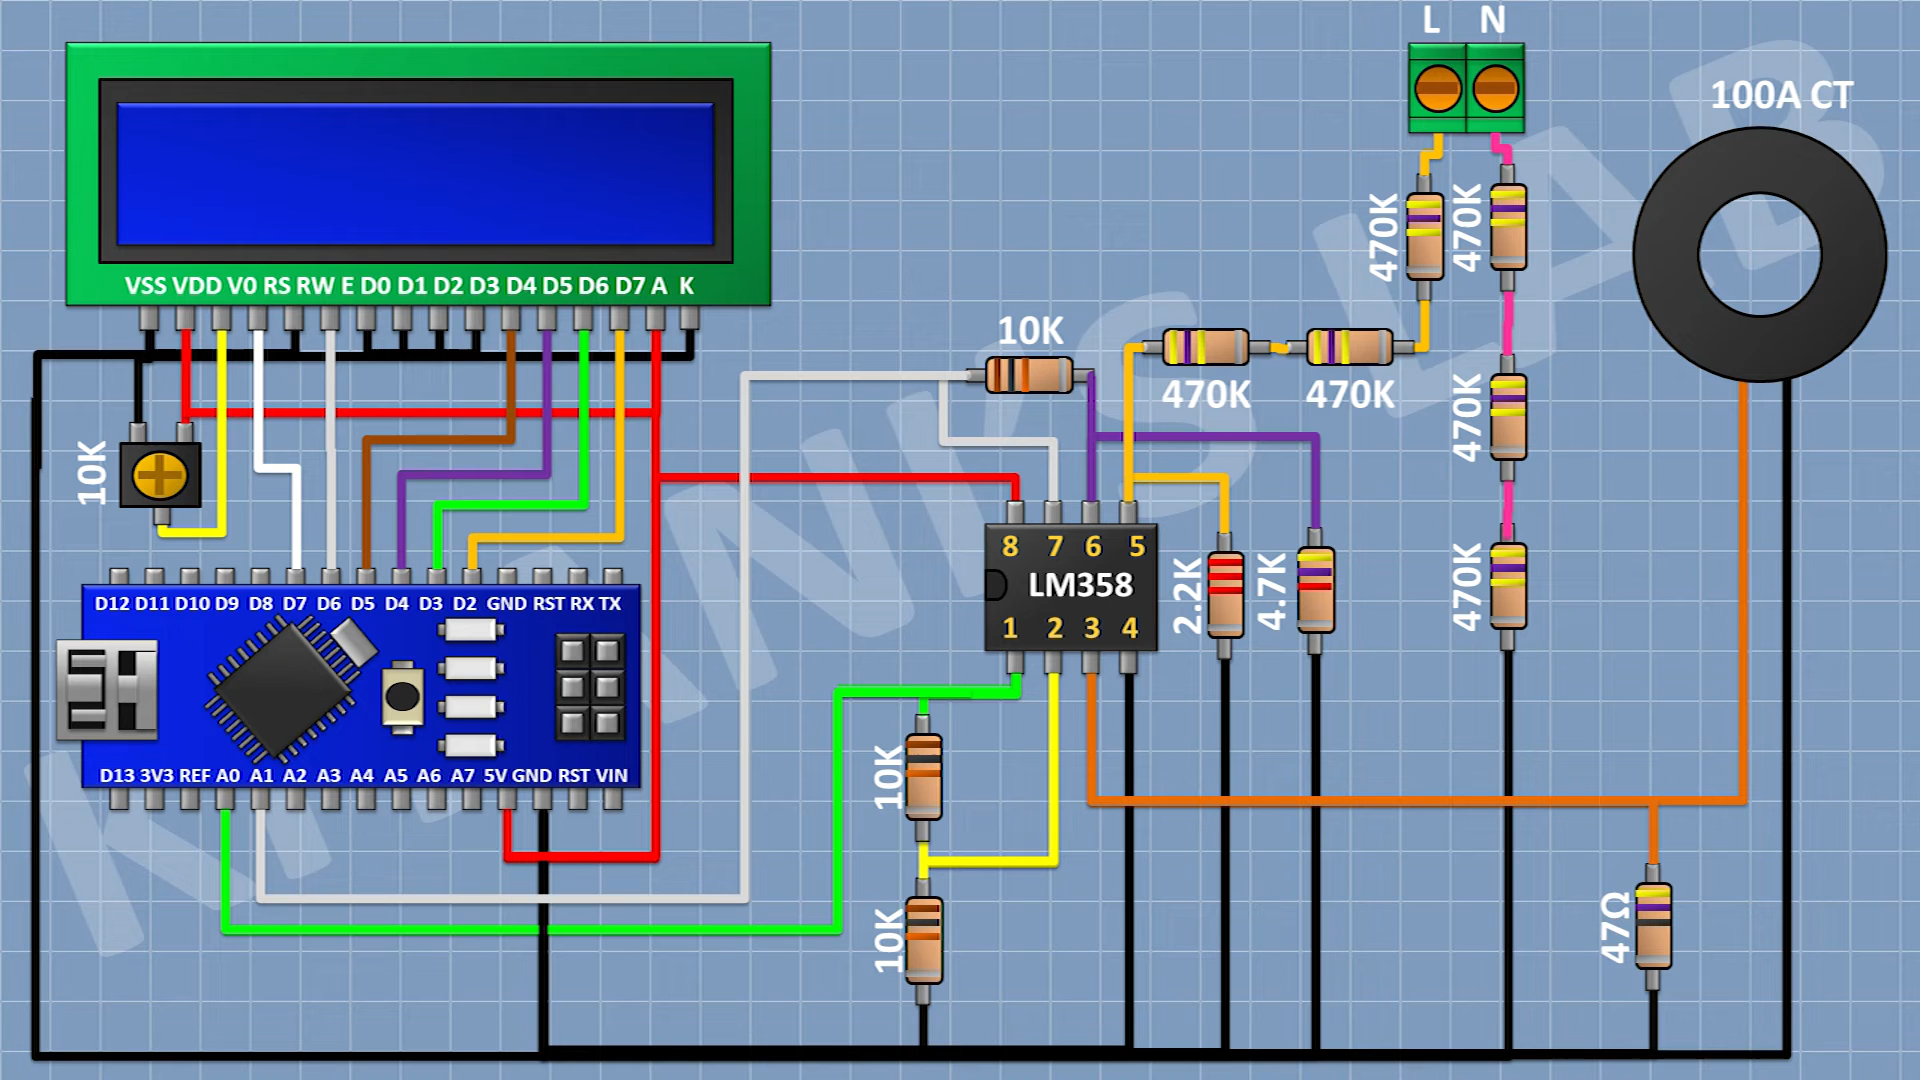 L N
100A CT
VSS VDD V0 RS RW E D0 D1 D2 D3 D4 D5 D6 D7 A K
470K
470K
10K
470K
470K
10K
470K
8 7 6 5
LM358
1 2 3 4
2.2K
4.7K
470K
D12 D11 D10 D9 D8 D7 D6 D5 D4 D3 D2 GND RST RX TX
D13 3V3 REF A0 A1 A2 A3 A4 A5 A6 A7 5V GND RST VIN
10K
10K
47Ω